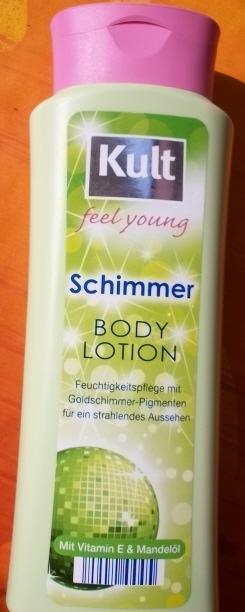 Kult
feel young
Schimmer
BODY
LOTION
Feuchtigkeitspflege mit
Goldschimmer-Pigmenten
für ein strahlendes Aussehen
Mit Vitamin E & Mandelöl